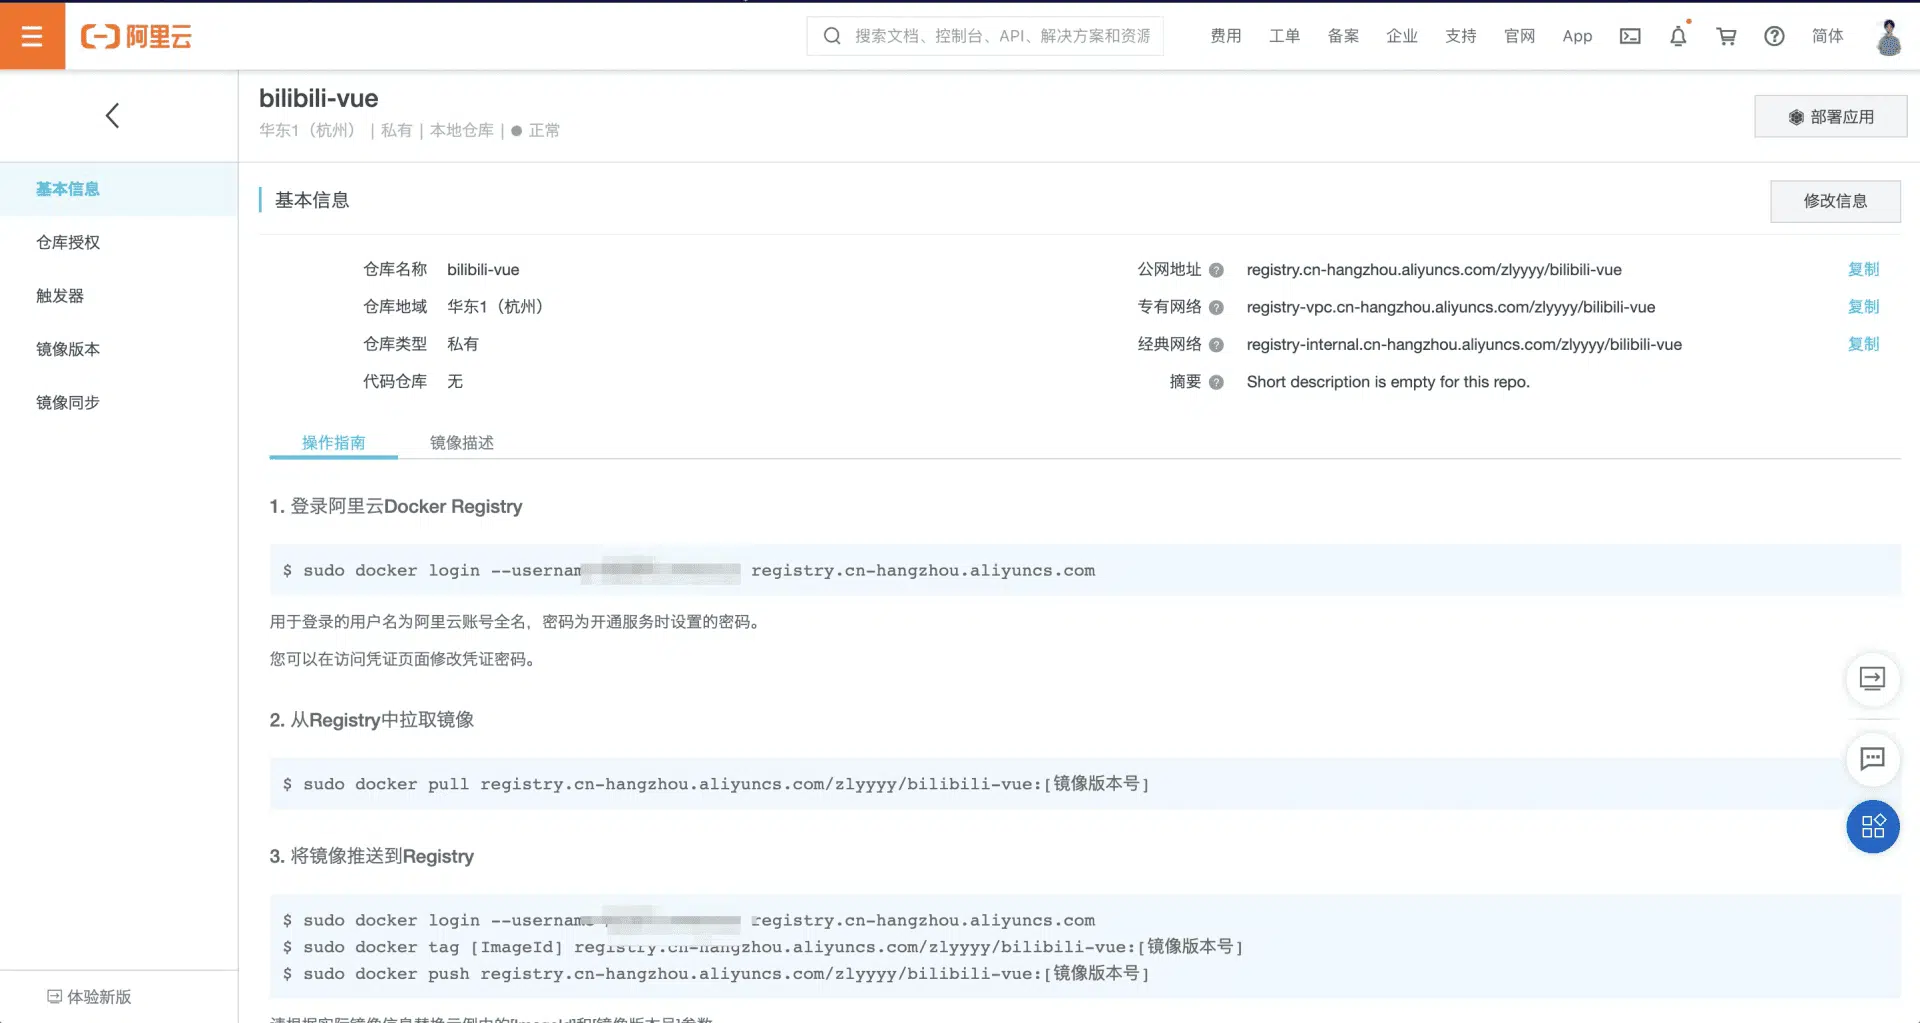 阿里云
搜索文档、控制台、API、解决方案和资源
费用 工单 备案 企业 支持 官网 App 简体
bilibili-vue
华东1（杭州） | 私有 | 本地仓库 | 正常
部署应用
基本信息
仓库授权
触发器
镜像版本
镜像同步
体验新版
基本信息
修改信息
仓库名称 bilibili-vue
仓库地域 华东1（杭州）
仓库类型 私有
代码仓库 无
公网地址 registry.cn-hangzhou.aliyuncs.com/zlyyyy/bilibili-vue 复制
专有网络 registry-vpc.cn-hangzhou.aliyuncs.com/zlyyyy/bilibili-vue 复制
经典网络 registry-internal.cn-hangzhou.aliyuncs.com/zlyyyy/bilibili-vue 复制
摘要 Short description is empty for this repo.
操作指南 镜像描述
1. 登录阿里云Docker Registry
$ sudo docker login registry.cn-hangzhou.aliyuncs.com
用于登录的用户名为阿里云账号全名，密码为开通服务时设置的密码。
您可以在访问凭证页面修改凭证密码。
2. 从Registry中拉取镜像
$ sudo docker pull registry.cn-hangzhou.aliyuncs.com/zlyyyy/bilibili-vue:[镜像版本号]
3. 将镜像推送到Registry
$ sudo docker login registry.cn-hangzhou.aliyuncs.com
$ sudo docker tag [ImageId] registry.cn-hangzhou.aliyuncs.com/zlyyyy/bilibili-vue:[镜像版本号]
$ sudo docker push registry.cn-hangzhou.aliyuncs.com/zlyyyy/bilibili-vue:[镜像版本号]